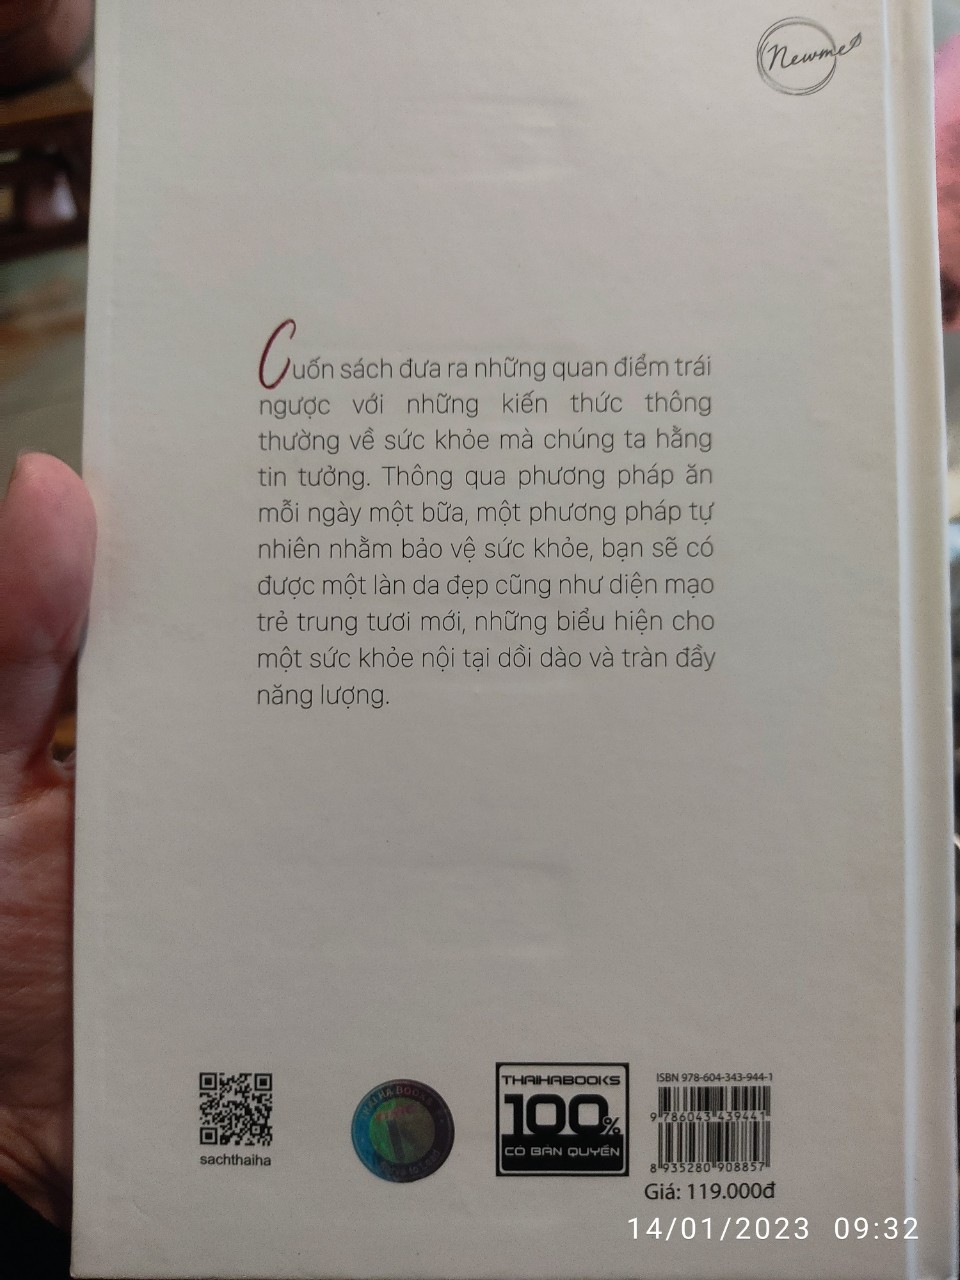 Newme
Cuốn sách đưa ra những quan điểm trái
ngược với những kiến thức thông
thường về sức khỏe mà chúng ta hằng
tin tưởng. Thông qua phương pháp ăn
mỗi ngày một bữa, một phương pháp tự
nhiên nhằm bảo vệ sức khỏe, bạn sẽ có
được một làn da đẹp cũng như diện mạo
trẻ trung tươi mới, những biểu hiện cho
một sức khỏe nội tại dồi dào và tràn đầy
năng lượng.
sachthaiha
THAI HA BOOKS
THAIHABOOKS
100%
CÓ BẢN QUYỀN
ISBN 978-604-343-944-1
9 786043 439441
8 935280 908857
Giá: 119.000đ
14/01/2023 09:32